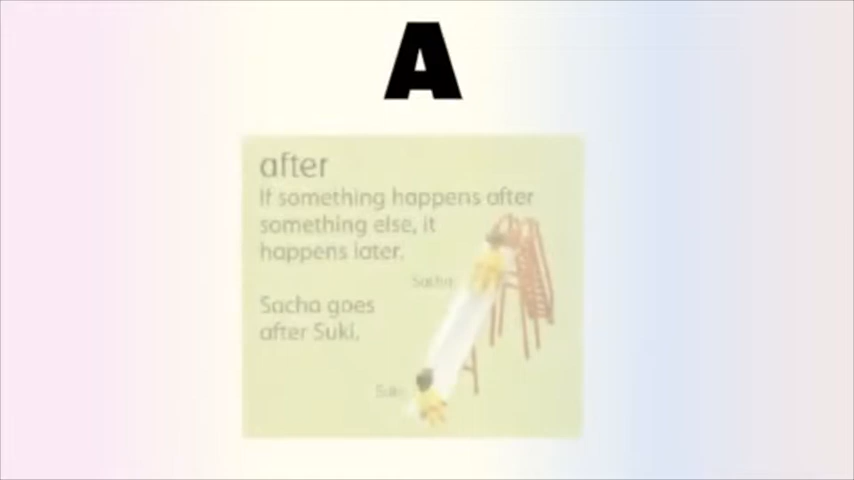 A
after
If something happens after
something else, it
happens later.
Sacha
Sacha goes
after Suki.
Suki